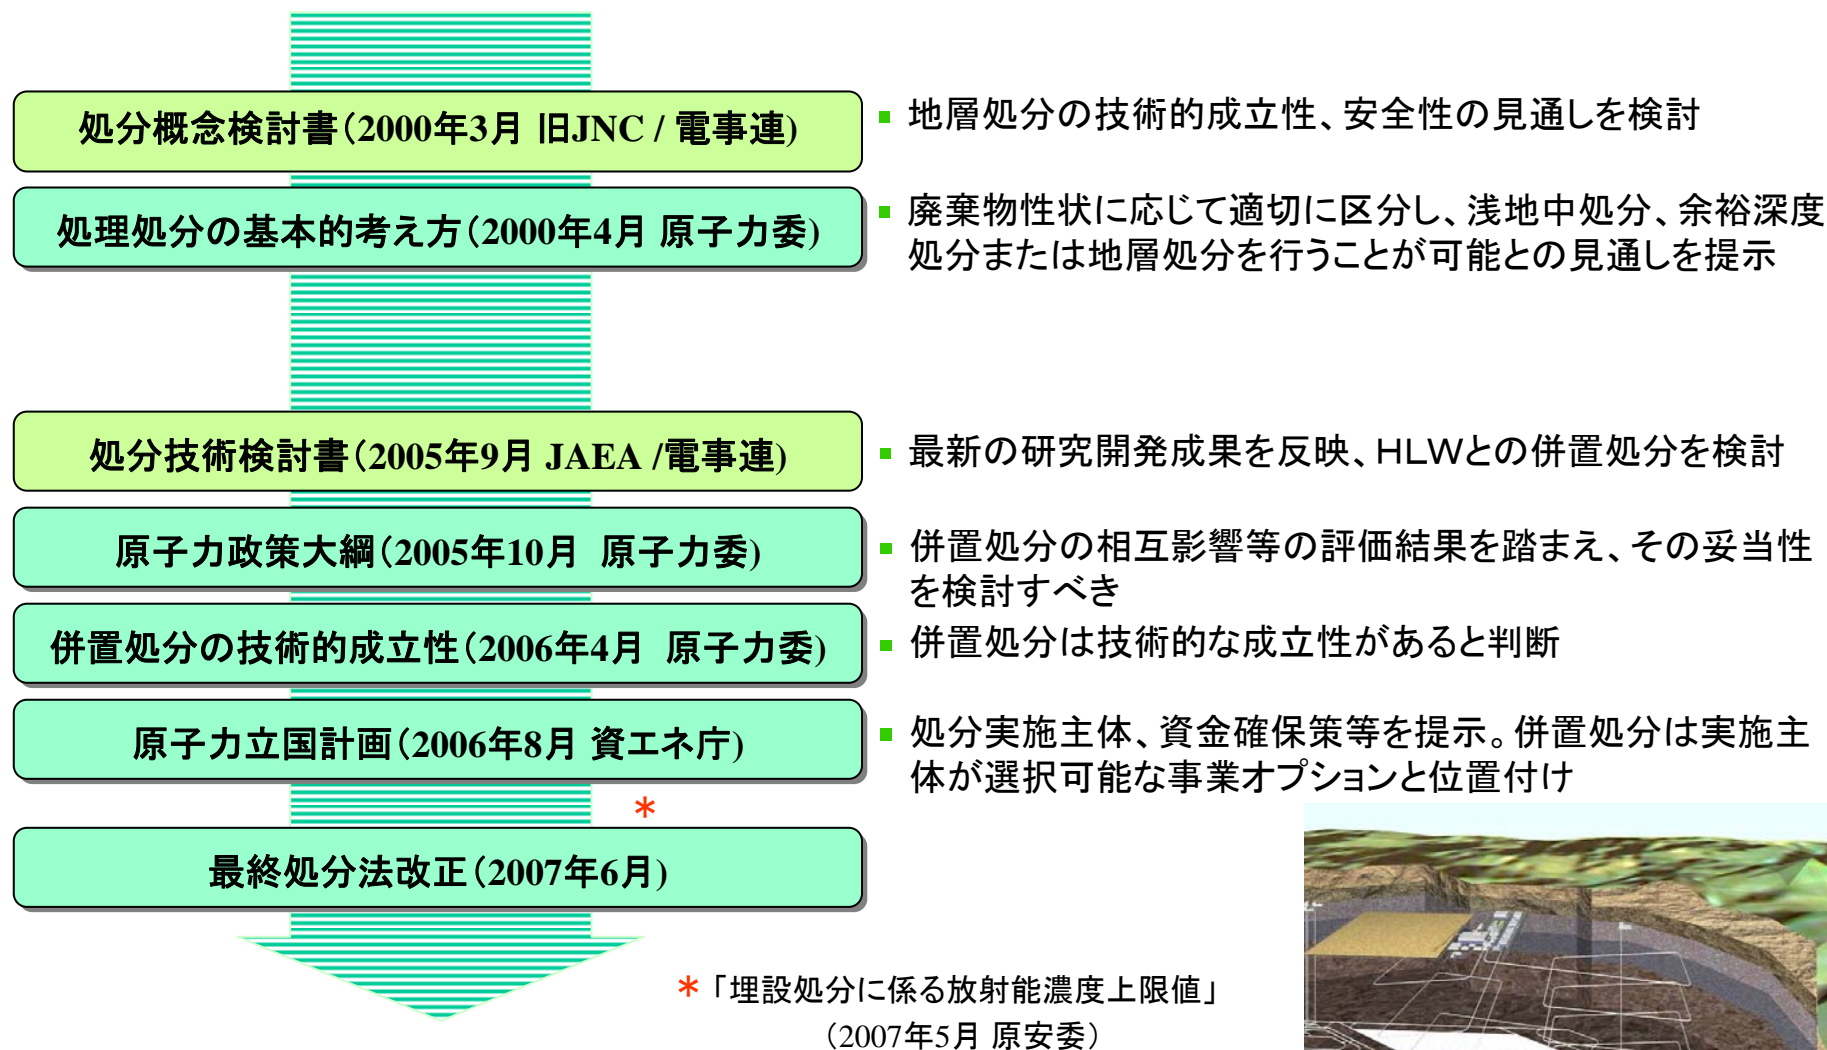 処分概念検討書(2000年3月 旧JNC / 電事連)
▪ 地層処分の技術的成立性、安全性の見通しを検討
処理処分の基本的考え方(2000年4月 原子力委)
▪ 廃棄物性状に応じて適切に区分し、浅地中処分、余裕深度
処分または地層処分を行うことが可能との見通しを提示
処分技術検討書(2005年9月 JAEA /電事連)
▪ 最新の研究開発成果を反映、HLWとの併置処分を検討
原子力政策大綱(2005年10月 原子力委)
▪ 併置処分の相互影響等の評価結果を踏まえ、その妥当性
を検討すべき
併置処分の技術的成立性(2006年4月 原子力委)
▪ 併置処分は技術的な成立性があると判断
原子力立国計画(2006年8月 資エネ庁)
▪ 処分実施主体、資金確保策等を提示。併置処分は実施主
体が選択可能な事業オプションと位置付け
*
最終処分法改正(2007年6月)
*「埋設処分に係る放射能濃度上限値」
(2007年5月 原安委)